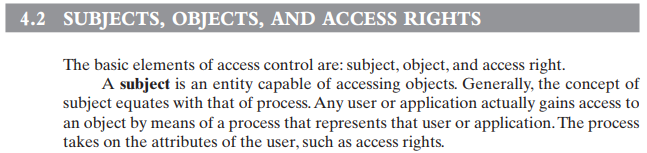 4.2 SUBJECTS, OBJECTS, AND ACCESS RIGHTS
The basic elements of access control are: subject, object, and access right.
A subject is an entity capable of accessing objects. Generally, the concept of
subject equates with that of process. Any user or application actually gains access to
an object by means of a process that represents that user or application. The process
takes on the attributes of the user, such as access rights.